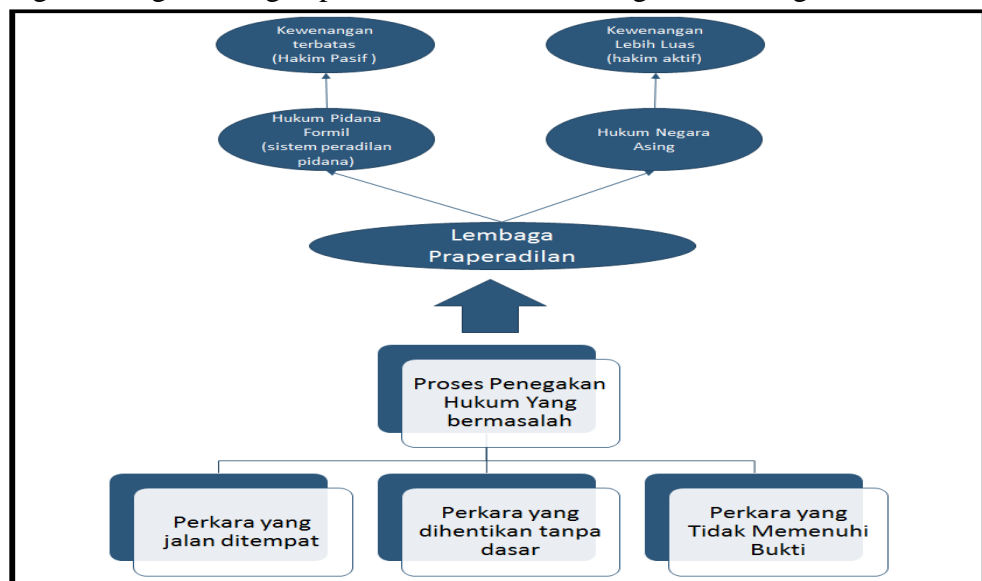 Kewenangan
terbatas
(Hakim Pasif )
Kewenangan
Lebih Luas
(hakim aktif)
Hukum Pidana
Formil
(sistem peradilan
pidana)
Hukum Negara
Asing
Lembaga
Praperadilan
Proses Penegakan
Hukum Yang
bermasalah
Perkara yang
jalan ditempat
Perkara yang
dihentikan tanpa
dasar
Perkara yang
Tidak Memenuhi
Bukti